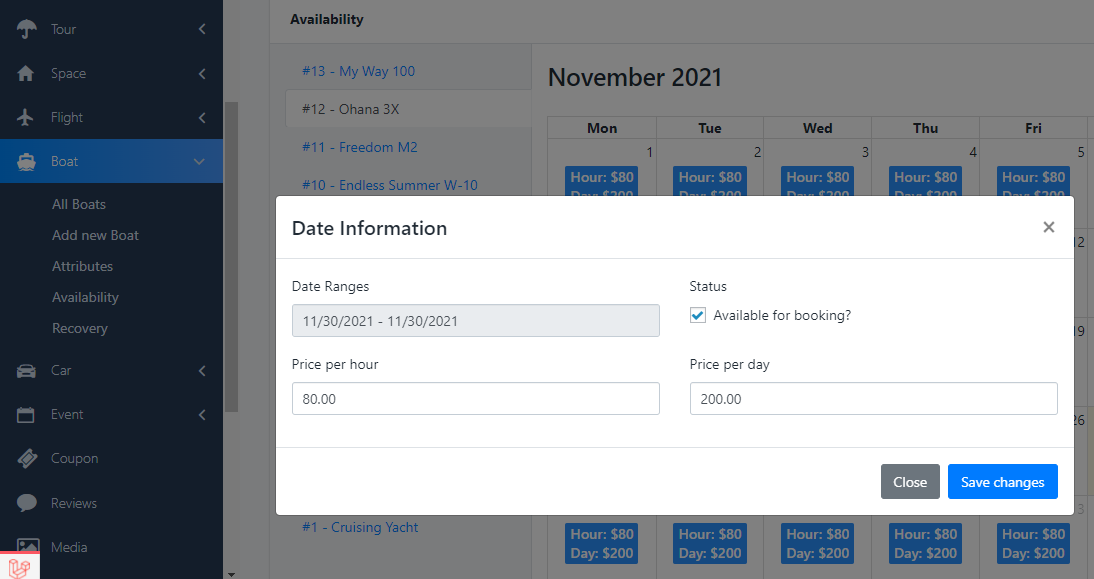 Tour
Space
Flight
Boat
All Boats
Add new Boat
Attributes
Availability
Recovery
Car
Event
Coupon
Reviews
Media
Availability
#13 - My Way 100
#12 - Ohana 3X
#11 - Freedom M2
#10 - Endless Summer W-10
#1 - Cruising Yacht
November 2021
Mon Tue Wed Thu Fri
1 2 3 4 5
Hour: $80 Hour: $80 Hour: $80 Hour: $80 Hour: $80
Day: $200 Day: $200 Day: $200 Day: $200 Day: $200
12
19
26
3
Hour: $80 Hour: $80 Hour: $80 Hour: $80 Hour: $80
Day: $200 Day: $200 Day: $200 Day: $200 Day: $200
Date Information
×
Date Ranges
11/30/2021 - 11/30/2021
Status
Available for booking?
Price per hour
80.00
Price per day
200.00
Close
Save changes